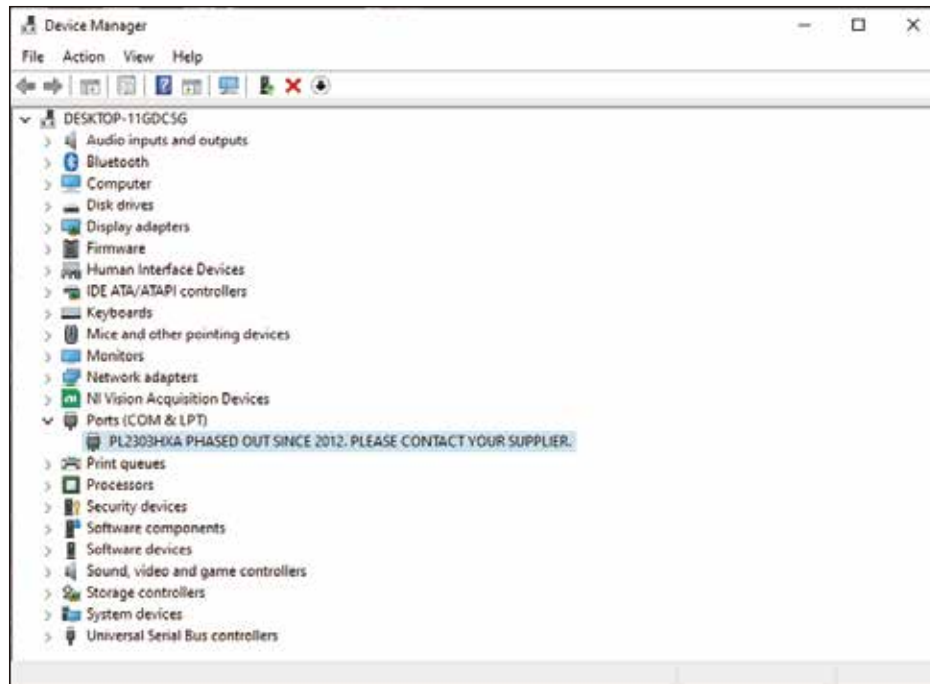 Device Manager
File Action View Help
DESKTOP-11GDCSG
Audio inputs and outputs
Bluetooth
Computer
Disk drives
Display adapters
Firmware
Human Interface Devices
IDE ATA/ATAPI controllers
Keyboards
Mice and other pointing devices
Monitors
Network adapters
NI Vision Acquisition Devices
Ports (COM & LPT)
PL2303HXA PHASED OUT SINCE 2012. PLEASE CONTACT YOUR SUPPLIER.
Print queues
Processors
Security devices
Software components
Software devices
Sound, video and game controllers
Storage controllers
System devices
Universal Serial Bus controllers